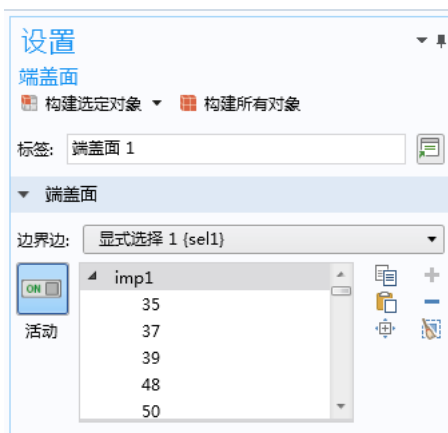 设置
端盖面
构建选定对象 构建所有对象
标签: 端盖面 1
端盖面
边界边: 显式选择 1 {sel1}
imp1
ON
35
活动 37
39
48
50